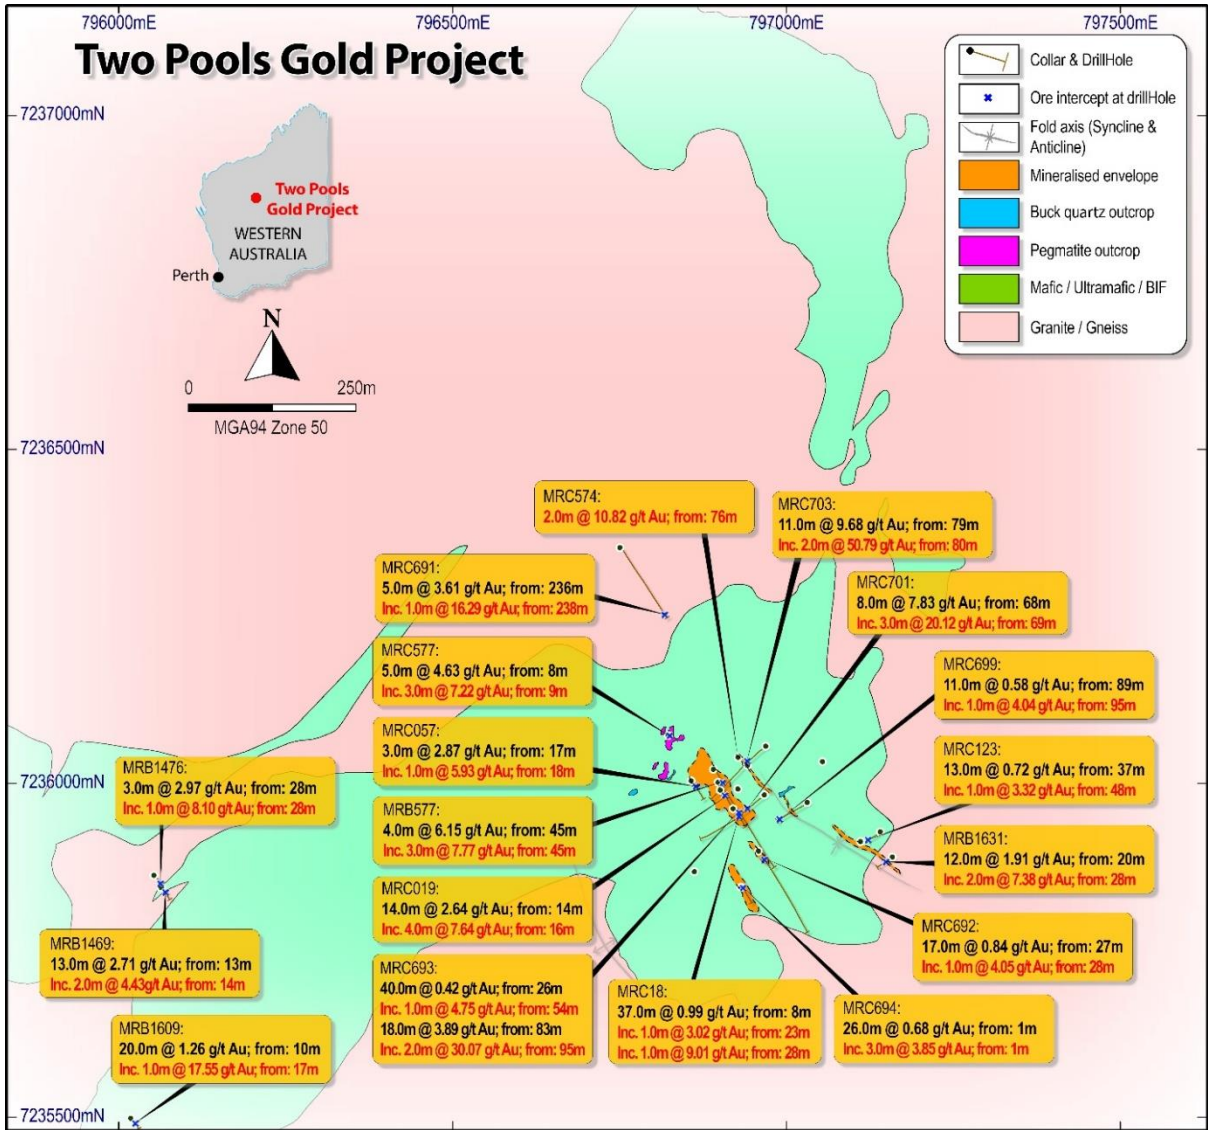 796000mE
796500mE
797000mE
797500mE
Two Pools Gold Project
7237000mN
7236500mN
7236000mN
7235500mN
Two Pools
Gold Project
WESTERN
AUSTRALIA
Perth
N
0 250m
MGA94 Zone 50
Collar & DrillHole
Ore intercept at drillHole
Fold axis (Syncline &
Anticline)
Mineralised envelope
Buck quartz outcrop
Pegmatite outcrop
Mafic / Ultramafic / BIF
Granite / Gneiss
MRC574:
2.0m @ 10.82 g/t Au; from: 76m
MRC703:
11.0m @ 9.68 g/t Au; from: 79m
Inc. 2.0m @ 50.79 g/t Au; from: 80m
MRC691:
5.0m @ 3.61 g/t Au; from: 236m
Inc. 1.0m @ 16.29 g/t Au; from: 238m
MRC701:
8.0m @ 7.83 g/t Au; from: 68m
Inc. 3.0m @ 20.12 g/t Au; from: 69m
MRC577:
5.0m @ 4.63 g/t Au; from: 8m
Inc. 3.0m @ 7.22 g/t Au; from: 9m
MRC699:
11.0m @ 0.58 g/t Au; from: 89m
Inc. 1.0m @ 4.04 g/t Au; from: 95m
MRC057:
3.0m @ 2.87 g/t Au; from: 17m
Inc. 1.0m @ 5.93 g/t Au; from: 18m
MRC123:
13.0m @ 0.72 g/t Au; from: 37m
Inc. 1.0m @ 3.32 g/t Au; from: 48m
MRB1476:
3.0m @ 2.97 g/t Au; from: 28m
Inc. 1.0m @ 8.10 g/t Au; from: 28m
MRB577:
4.0m @ 6.15 g/t Au; from: 45m
Inc. 3.0m @ 7.77 g/t Au; from: 45m
MRB1631:
12.0m @ 1.91 g/t Au; from: 20m
Inc. 2.0m @ 7.38 g/t Au; from: 28m
MRC019:
14.0m @ 2.64 g/t Au; from: 14m
Inc. 4.0m @ 7.64 g/t Au; from: 16m
MRC692:
17.0m @ 0.84 g/t Au; from: 27m
Inc. 1.0m @ 4.05 g/t Au; from: 28m
MRB1469:
13.0m @ 2.71 g/t Au; from: 13m
Inc. 2.0m @ 4.43g/t Au; from: 14m
MRC693:
40.0m @ 0.42 g/t Au; from: 26m
Inc. 1.0m @ 4.75 g/t Au; from: 54m
18.0m @ 3.89 g/t Au; from: 83m
Inc. 2.0m @ 30.07 g/t Au; from: 95m
MRC18:
37.0m @ 0.99 g/t Au; from: 8m
Inc. 1.0m @ 3.02 g/t Au; from: 23m
Inc. 1.0m @ 9.01 g/t Au; from: 28m
MRC694:
26.0m @ 0.68 g/t Au; from: 1m
Inc. 3.0m @ 3.85 g/t Au; from: 1m
MRB1609:
20.0m @ 1.26 g/t Au; from: 10m
Inc. 1.0m @ 17.55 g/t Au; from: 17m